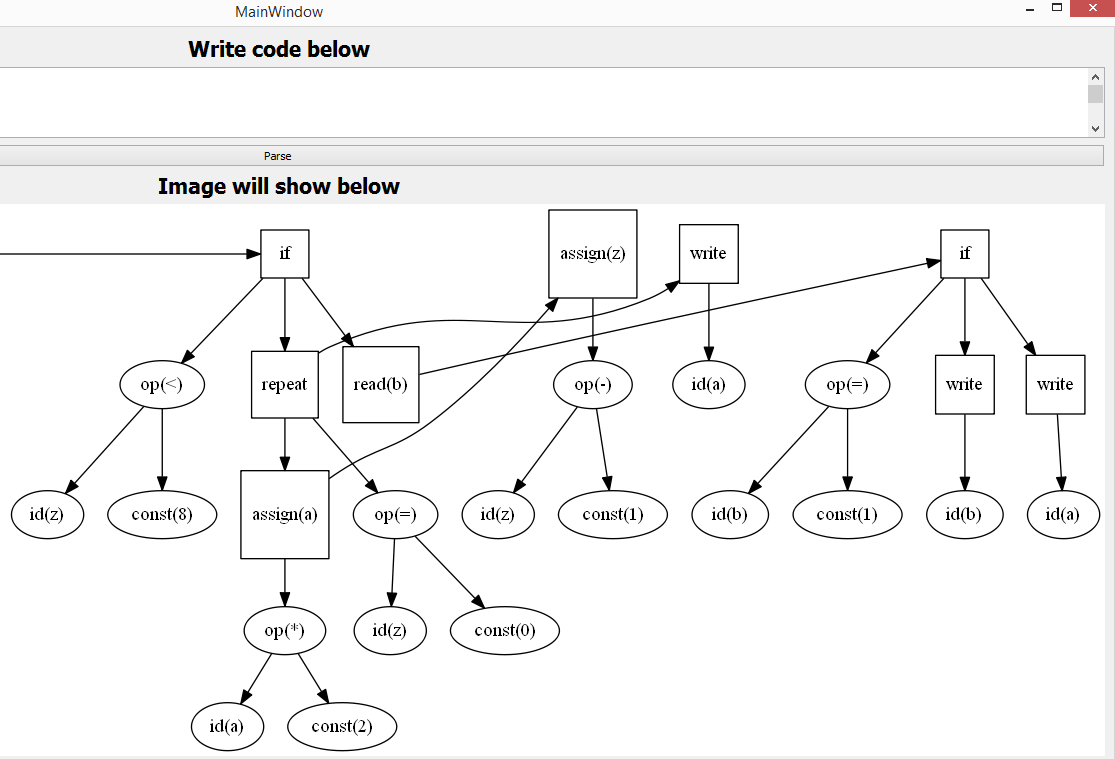 MainWindow
Write code below
Parse
Image will show below
if
assign(z)
write
if
op(<)
repeat
read(b)
op(-)
id(a)
op(=)
write
write
id(z)
const(8)
assign(a)
op(=)
id(z)
const(1)
id(b)
const(1)
id(b)
id(a)
op(*)
id(z)
const(0)
id(a)
const(2)